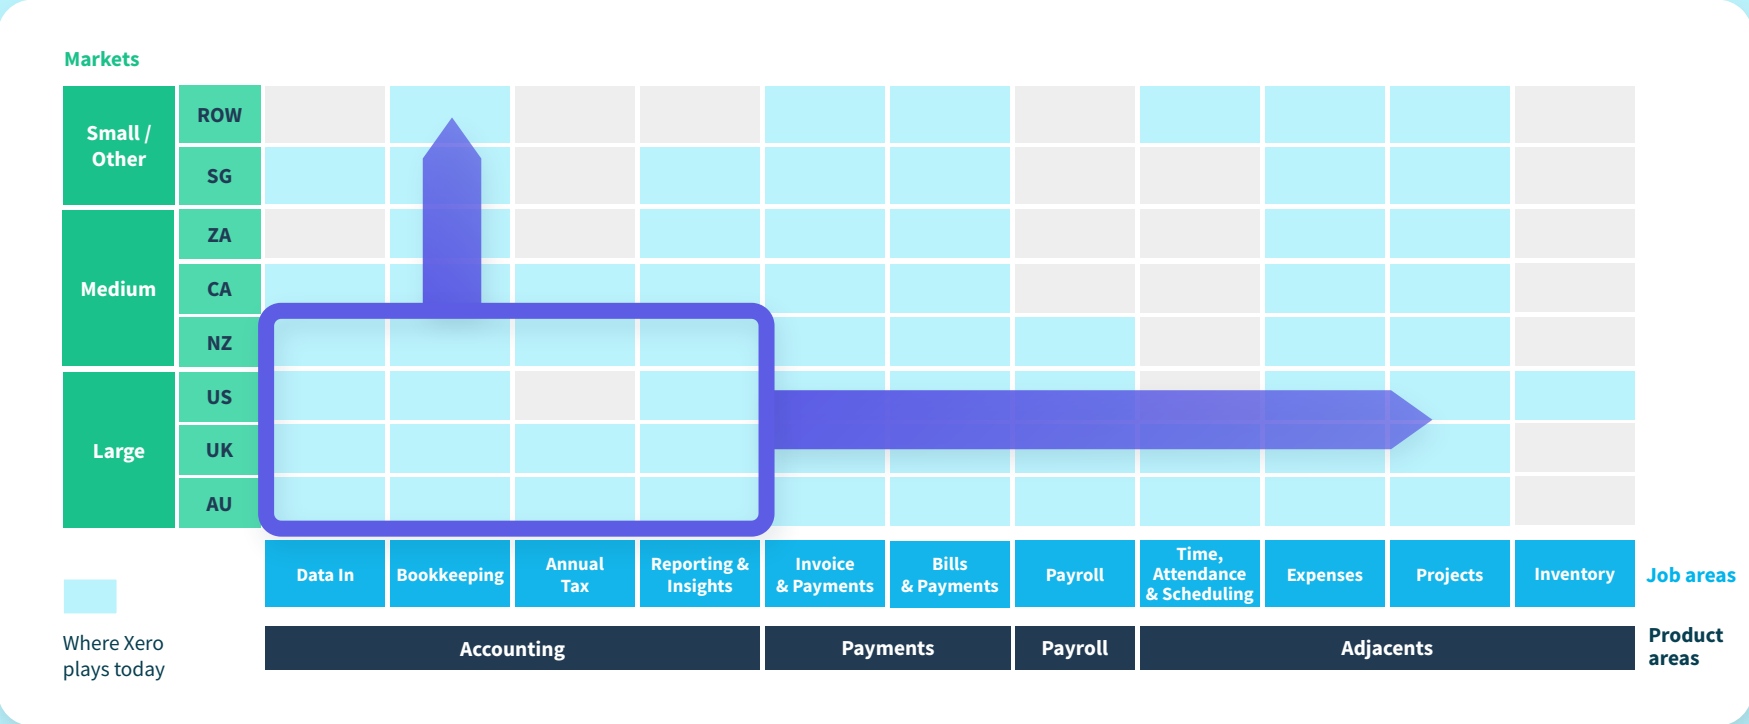 Markets
Small /
Other
ROW
SG
Medium
ZA
CA
NZ
Large
US
UK
AU
Data In
Bookkeeping
Annual
Tax
Reporting &
Insights
Invoice
& Payments
Bills
& Payments
Payroll
Time,
Attendance
& Scheduling
Expenses
Projects
Inventory
Job areas
Where Xero
plays today
Accounting
Payments
Payroll
Adjacents
Product
areas